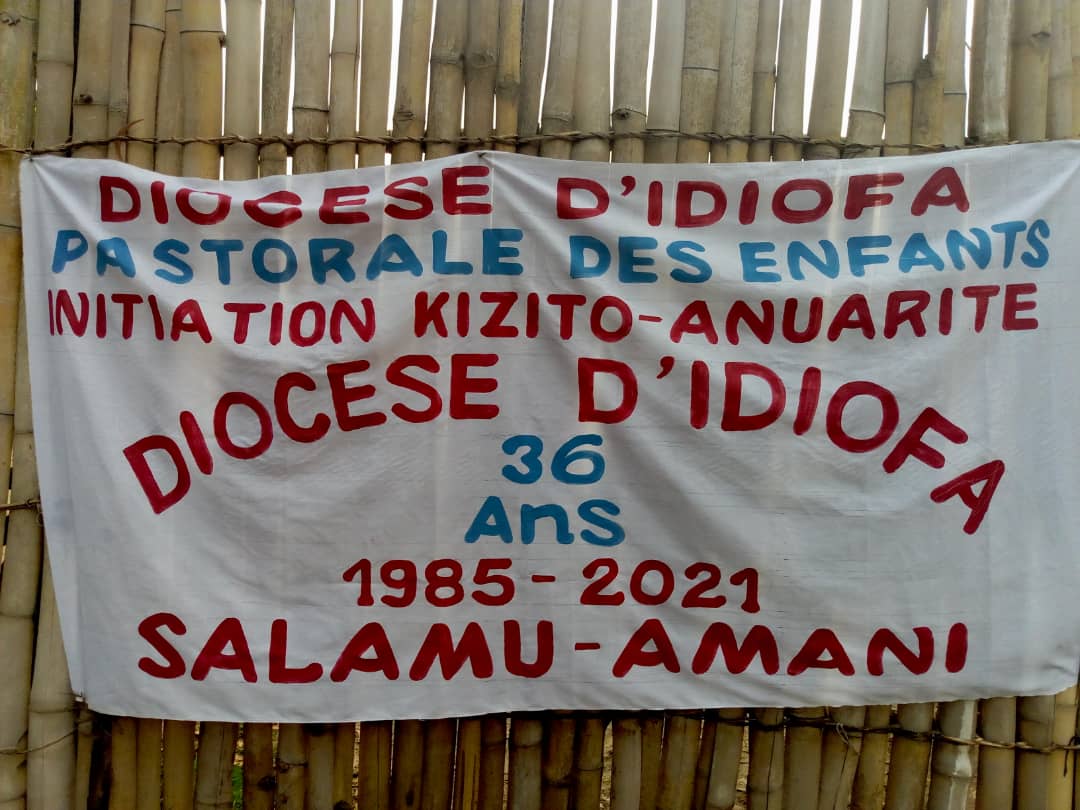 DIOCESE D'IDIOFA
PASTORALE DES ENFANTS
INITIATION KIZITO-ANUARITE
DIOCESE D'IDIOFA
36
Ans
1985-2021
SALAMU-AMANI